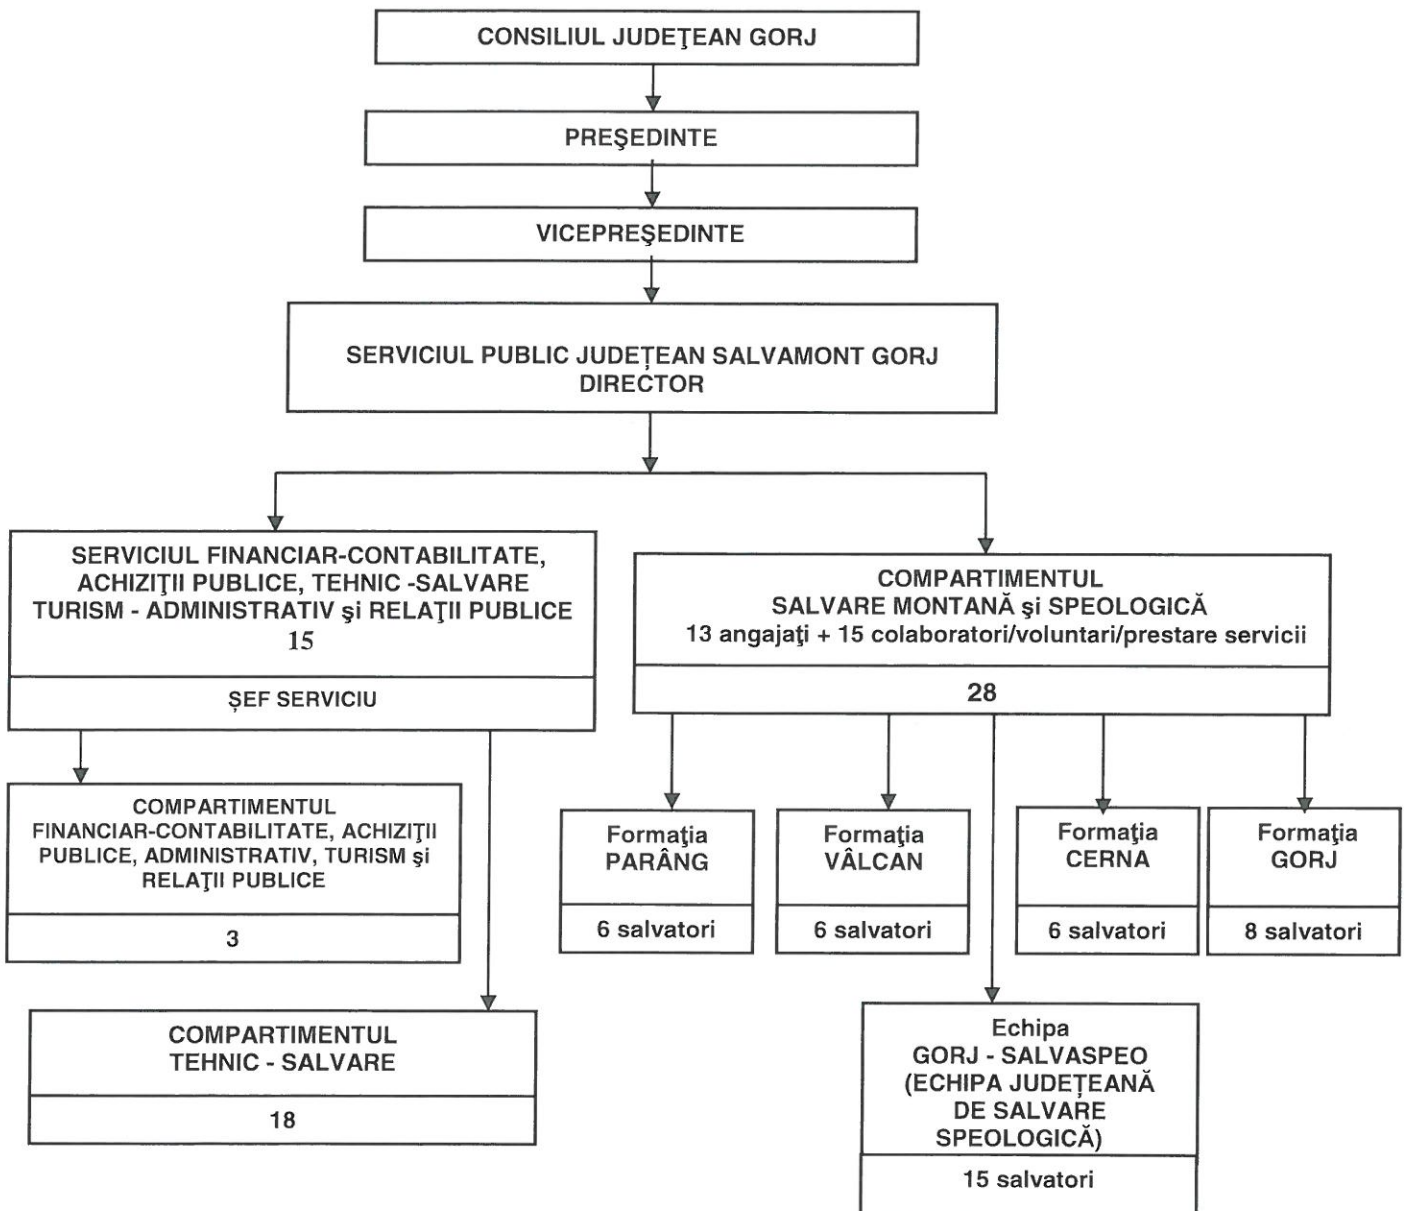 CONSILIUL JUDEŢEAN GORJ
PREŞEDINTE
VICEPREŞEDINTE
SERVICIUL PUBLIC JUDEȚEAN SALVAMONT GORJ
DIRECTOR
SERVICIUL FINANCIAR-CONTABILITATE,
ACHIZIŢII PUBLICE, TEHNIC -SALVARE
TURISM - ADMINISTRATIV şi RELAŢII PUBLICE
15
ȘEF SERVICIU
COMPARTIMENTUL
SALVARE MONTANĂ şi SPEOLOGICĂ
13 angajaţi + 15 colaboratori/voluntari/prestare servicii
28
COMPARTIMENTUL
FINANCIAR-CONTABILITATE, ACHIZIŢII
PUBLICE, ADMINISTRATIV, TURISM şi
RELAŢII PUBLICE
3
Formaţia
PARÂNG
6 salvatori
Formaţia
VÂLCAN
6 salvatori
Formaţia
CERNA
6 salvatori
Formaţia
GORJ
8 salvatori
COMPARTIMENTUL
TEHNIC - SALVARE
18
Echipa
GORJ - SALVASPEO
(ECHIPA JUDEȚEANĂ
DE SALVARE
SPEOLOGICĂ)
15 salvatori